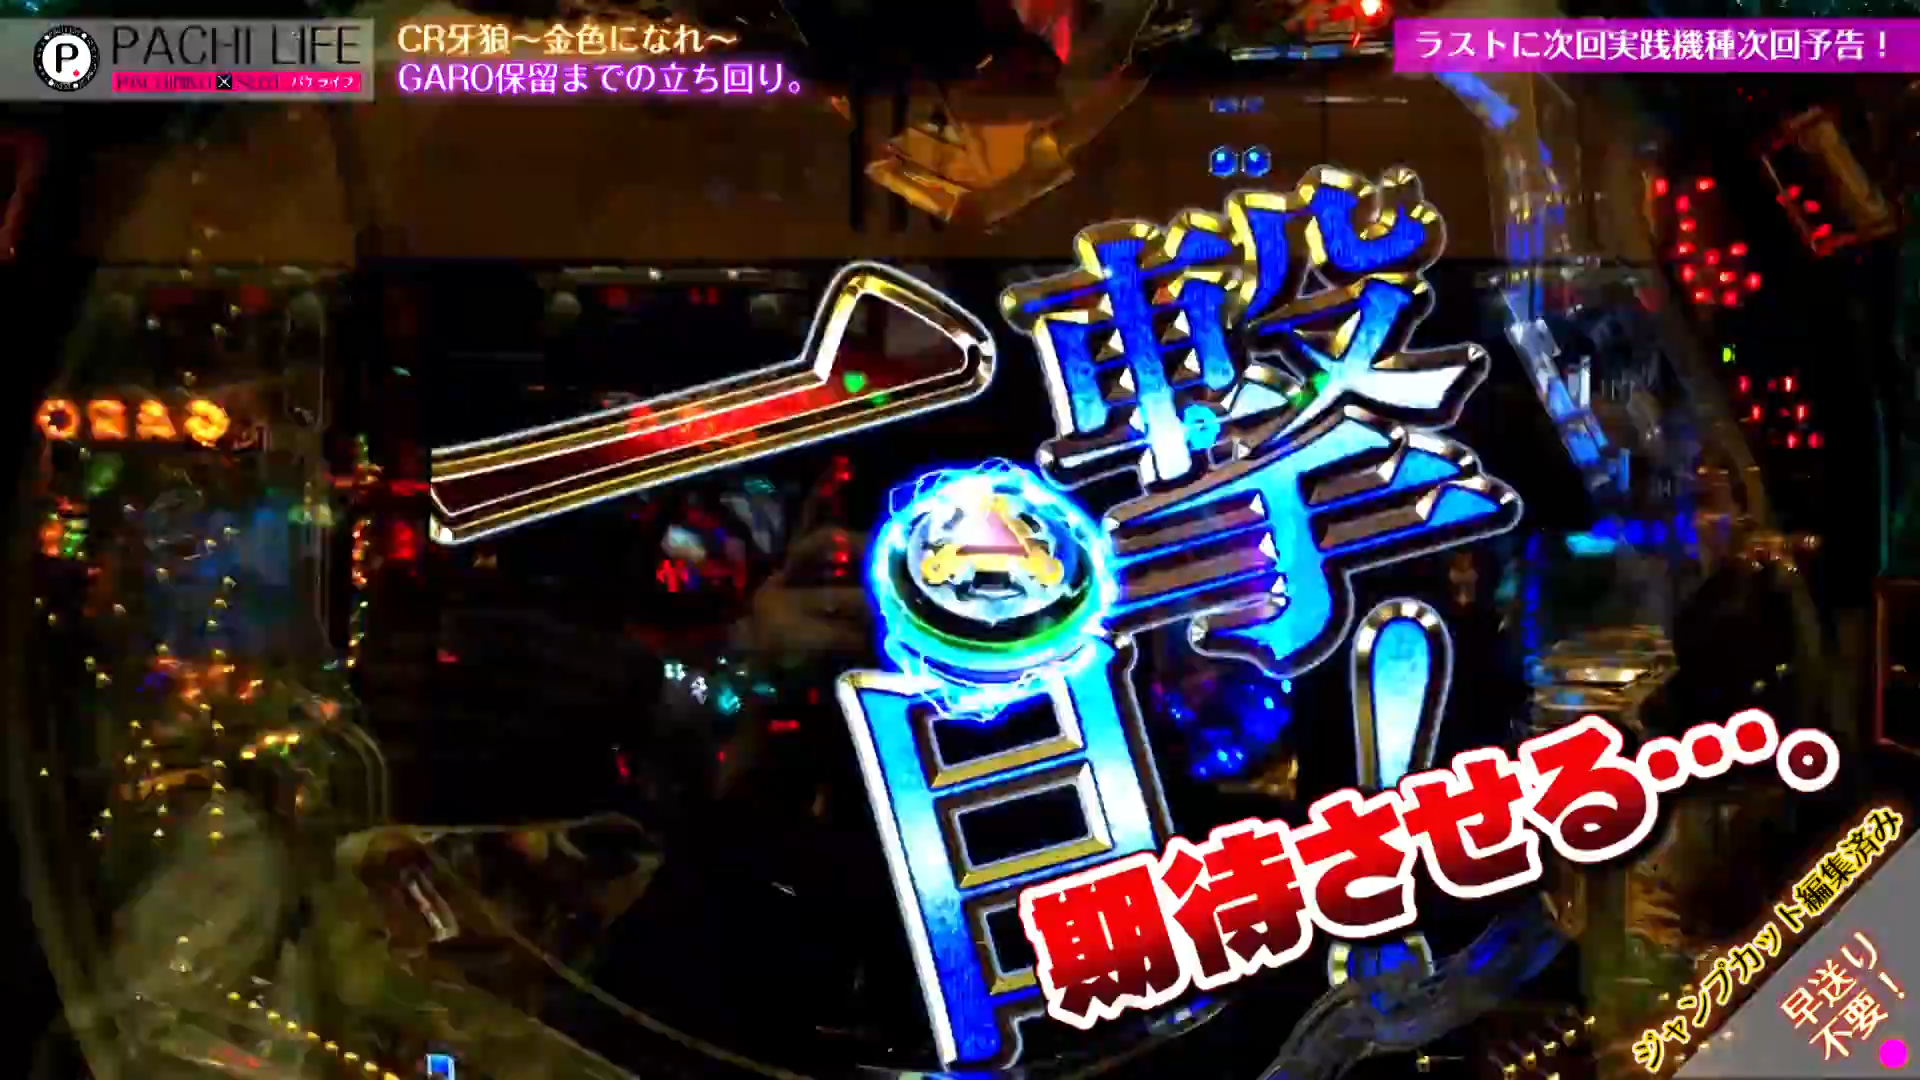 PACHI LIFE
パケライフ
CR牙狼～金色になれ～
GARO保留までの立ち回り。
ラストに次回実践機種次回予告！
一撃
目！
GARO
期待させる…。
ジャンプカット編集済み
早送り
不要！